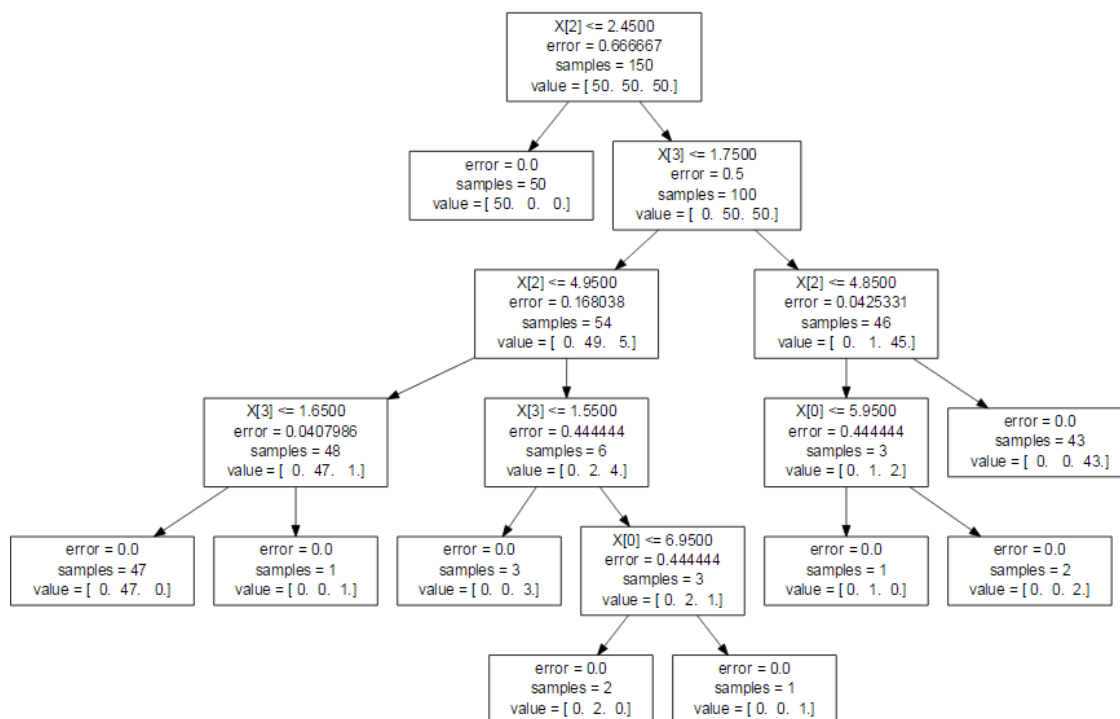 X[2] <= 2.4500
error = 0.666667
samples = 150
value = [ 50. 50. 50.]
error = 0.0
samples = 50
value = [ 50. 0. 0.]
X[3] <= 1.7500
error = 0.5
samples = 100
value = [ 0. 50. 50.]
X[2] <= 4.9500
error = 0.168038
samples = 54
value = [ 0. 49. 5.]
X[2] <= 4.8500
error = 0.0425331
samples = 46
value = [ 0. 1. 45.]
X[3] <= 1.6500
error = 0.0407986
samples = 48
value = [ 0. 47. 1.]
X[3] <= 1.5500
error = 0.444444
samples = 6
value = [ 0. 2. 4.]
X[0] <= 5.9500
error = 0.444444
samples = 3
value = [ 0. 1. 2.]
error = 0.0
samples = 43
value = [ 0. 0. 43.]
error = 0.0
samples = 47
value = [ 0. 47. 0.]
error = 0.0
samples = 1
value = [ 0. 0. 1.]
error = 0.0
samples = 3
value = [ 0. 0. 3.]
X[0] <= 6.9500
error = 0.444444
samples = 3
value = [ 0. 2. 1.]
error = 0.0
samples = 1
value = [ 0. 1. 0.]
error = 0.0
samples = 2
value = [ 0. 0. 2.]
error = 0.0
samples = 2
value = [ 0. 2. 0.]
error = 0.0
samples = 1
value = [ 0. 0. 1.]